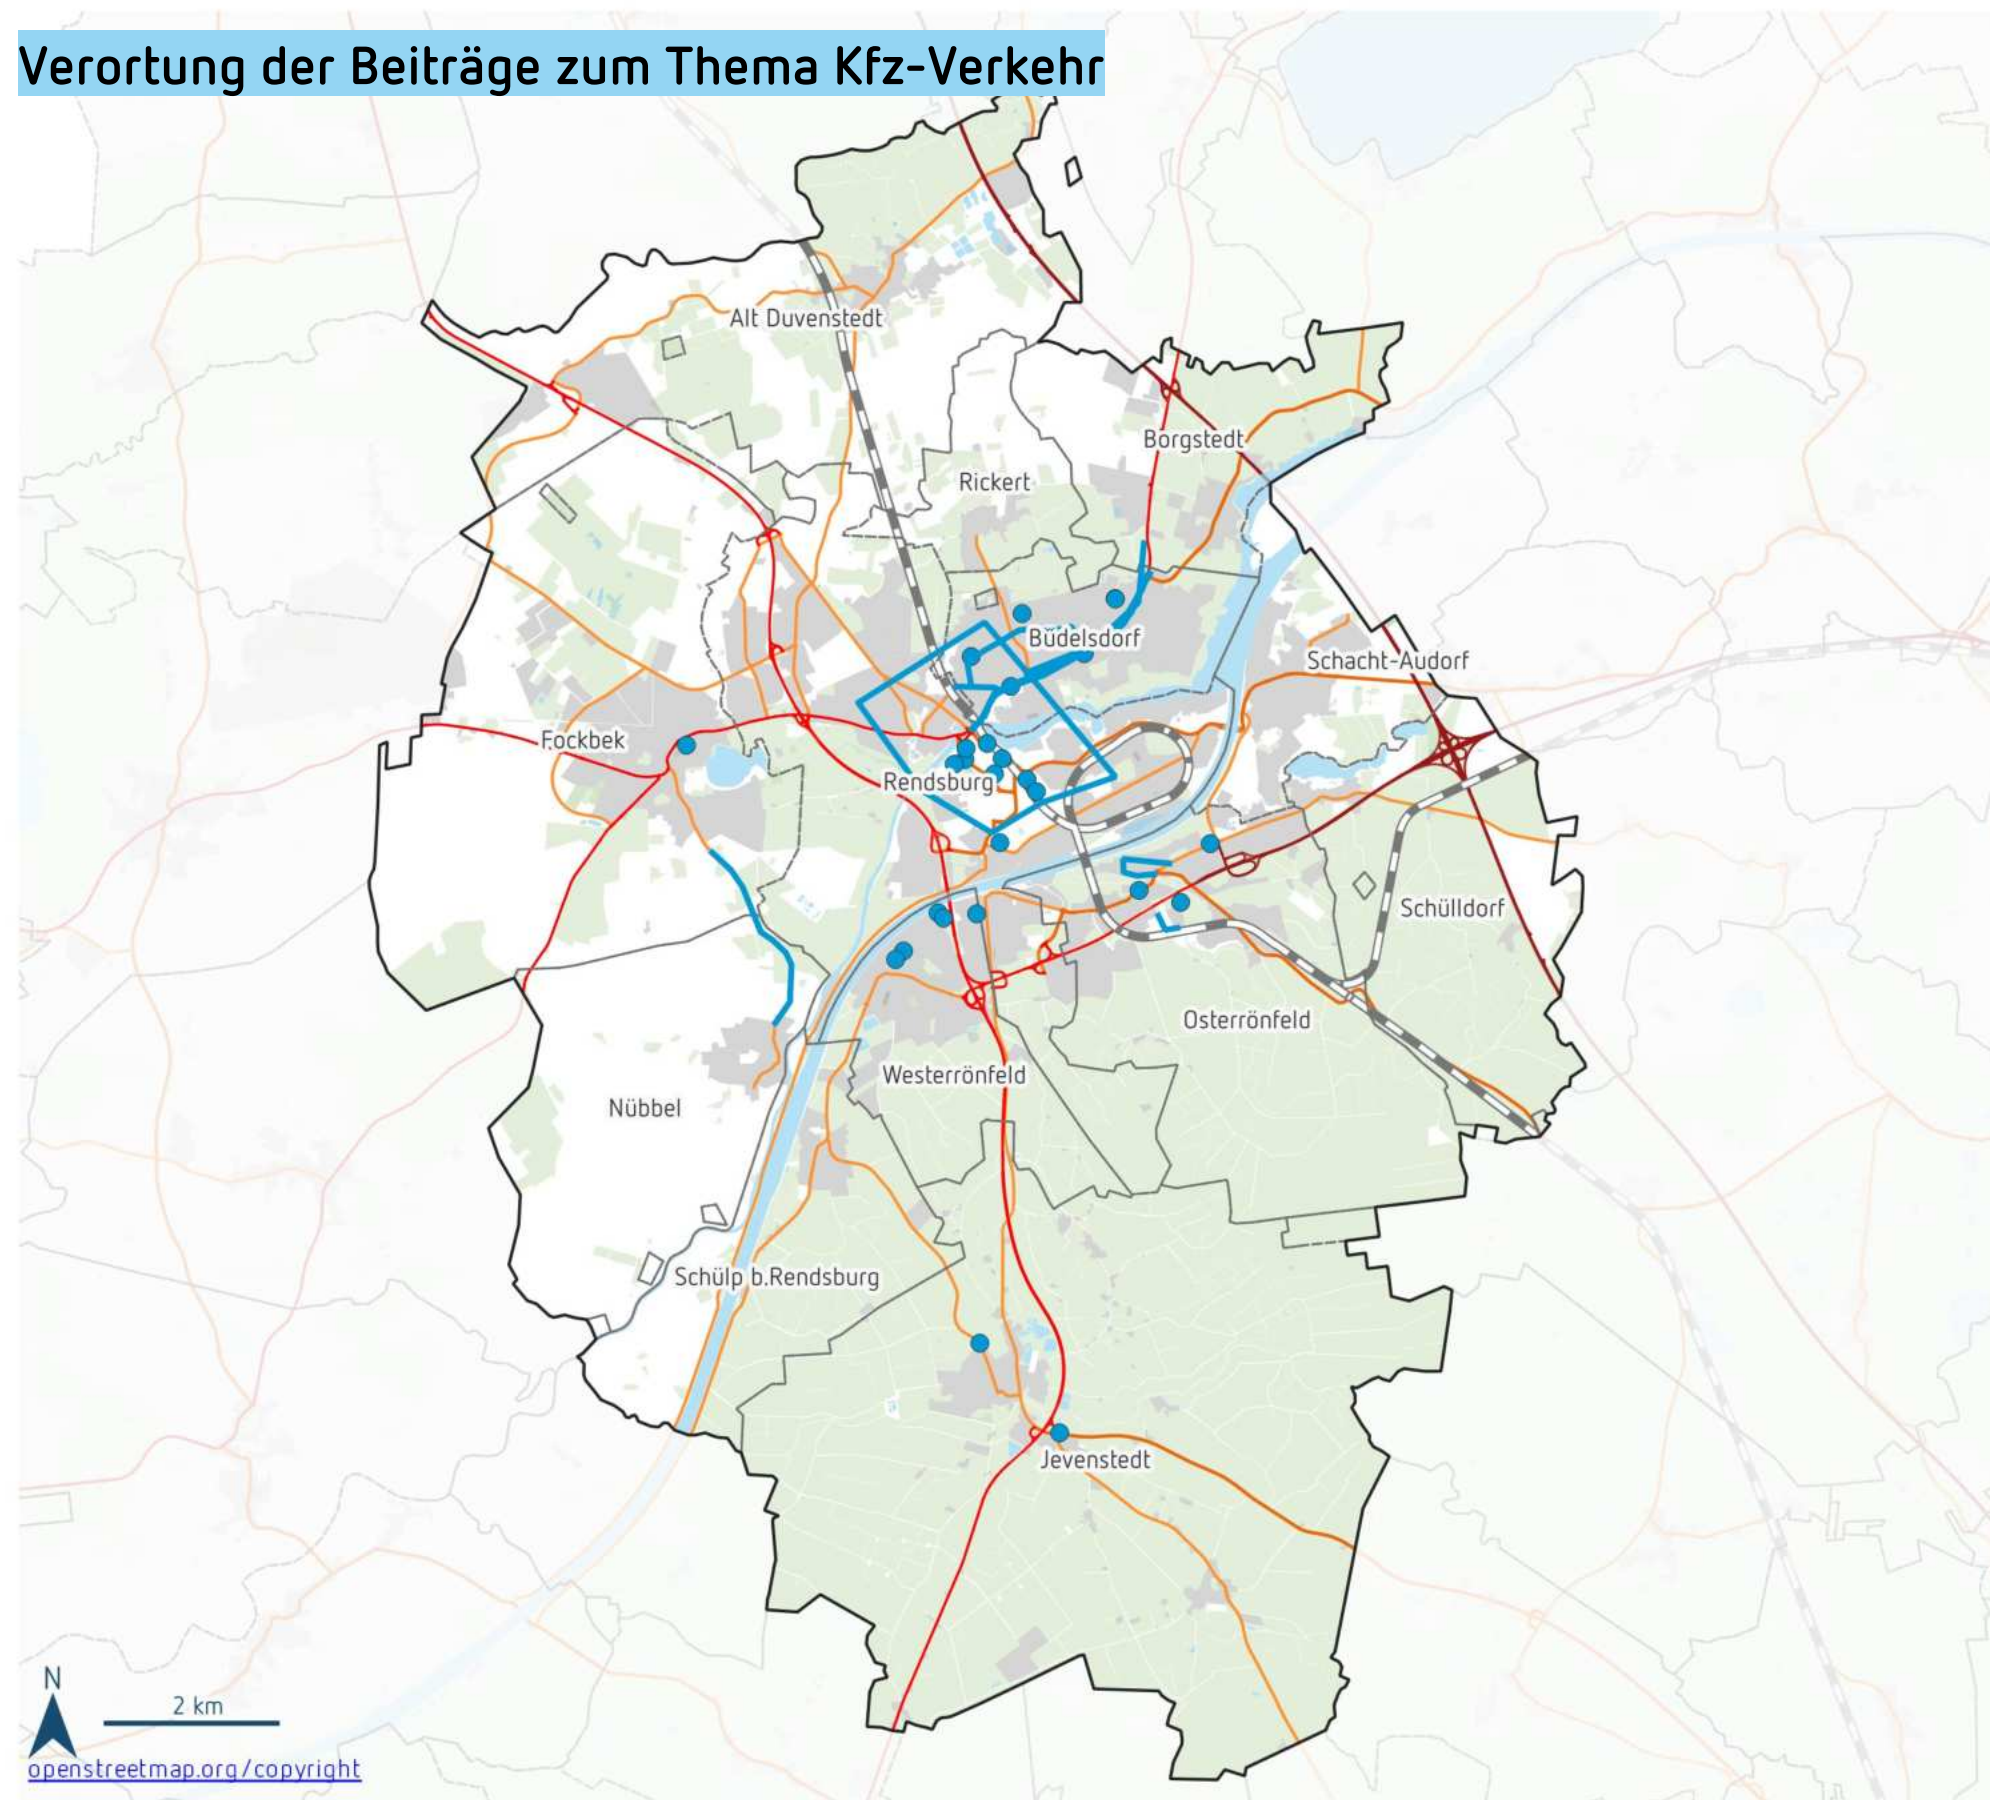 Verortung der Beiträge zum Thema Kfz-Verkehr
Alt Duvenstedt
Borgstedt
Rickert
Büdelsdorf
Schacht-Audorf
Fockbek
Rendsburg
Schülldorf
Osterrönfeld
Westerrönfeld
Nübbel
Schülp b.Rendsburg
Jevenstedt
N
2 km
openstreetmap.org/copyright